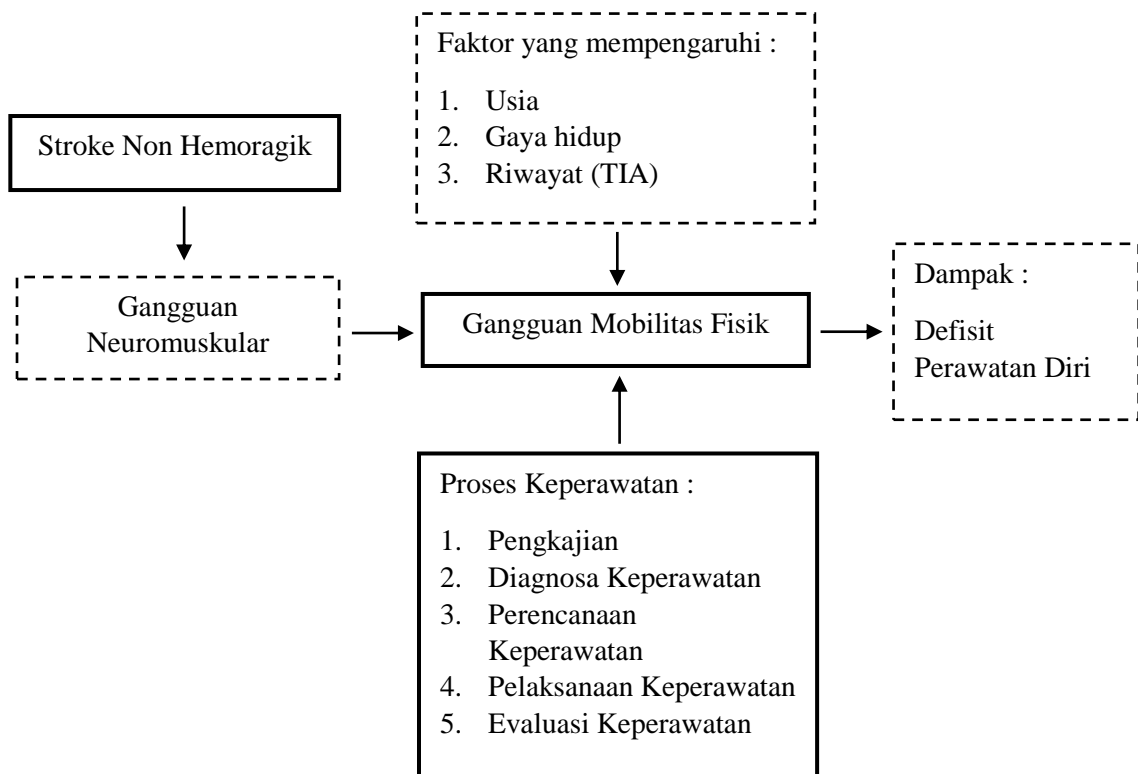 Faktor yang mempengaruhi :
1. Usia
2. Gaya hidup
3. Riwayat (TIA)
Stroke Non Hemoragik
Gangguan
Neuromuskular
Gangguan Mobilitas Fisik
Dampak :
Defisit
Perawatan Diri
Proses Keperawatan :
1. Pengkajian
2. Diagnosa Keperawatan
3. Perencanaan
Keperawatan
4. Pelaksanaan Keperawatan
5. Evaluasi Keperawatan